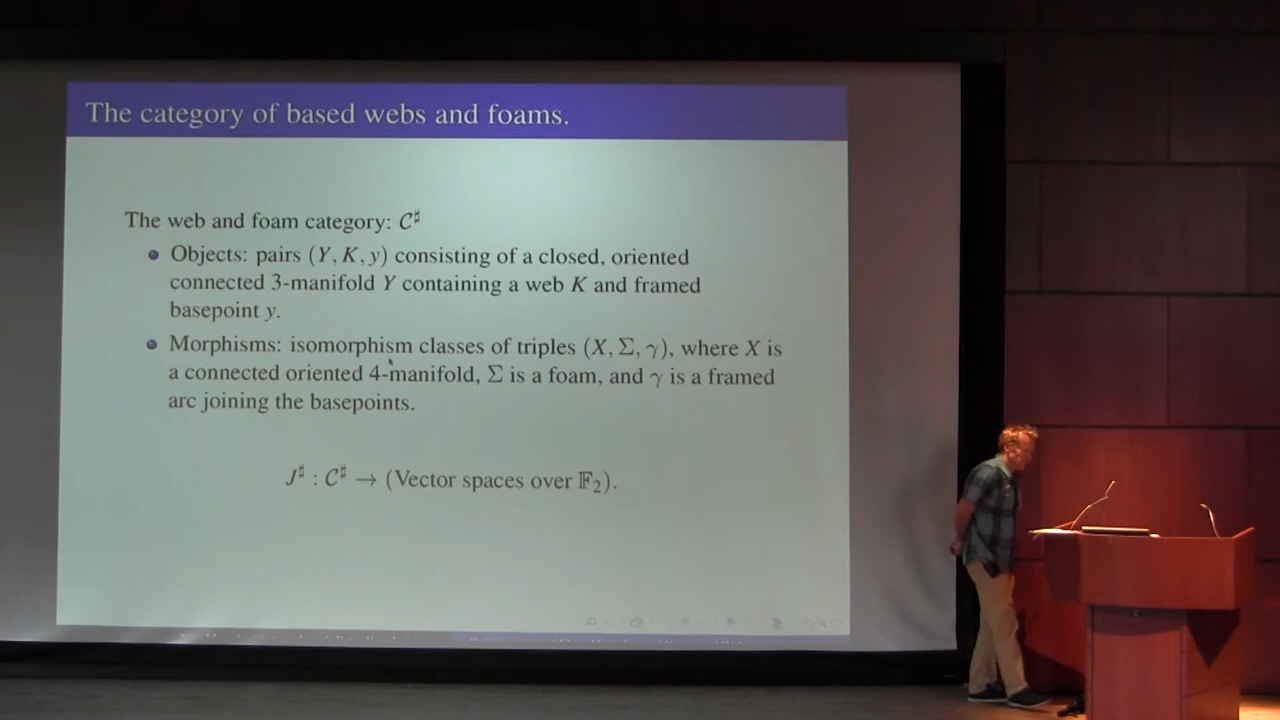 The category of based webs and foams.
The web and foam category: 𝒞♯
Objects: pairs (Y, K, y) consisting of a closed, oriented
connected 3-manifold Y containing a web K and framed
basepoint y.
Morphisms: isomorphism classes of triples (X, Σ, γ), where X is
a connected oriented 4-manifold, Σ is a foam, and γ is a framed
arc joining the basepoints.
J♯ : 𝒞♯ → (Vector spaces over 𝔽₂).